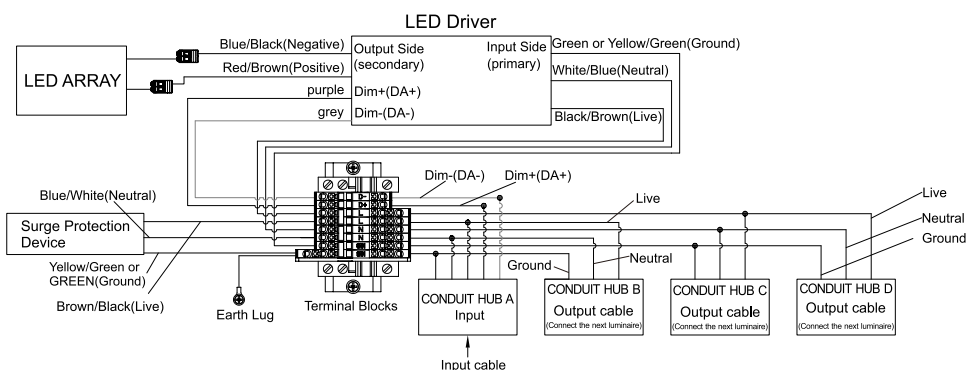 LED Driver
Blue/Black(Negative)
Output Side
(secondary)
Input Side
(primary)
Green or Yellow/Green(Ground)
LED ARRAY
Red/Brown(Positive)
White/Blue(Neutral)
purple
Dim+(DA+)
grey
Dim-(DA-)
Black/Brown(Live)
Dim-(DA-)
Dim+(DA+)
Blue/White(Neutral)
Live
Live
D-
D+
L
L
N
N
Surge Protection
Device
Neutral
Neutral
Ground
Ground
Yellow/Green or
GREEN(Ground)
Brown/Black(Live)
Earth Lug
Terminal Blocks
CONDUIT HUB A
Input
CONDUIT HUB B
Output cable
(Connect the next luminaire)
CONDUIT HUB C
Output cable
(Connect the next luminaire)
CONDUIT HUB D
Output cable
(Connect the next luminaire)
Input cable